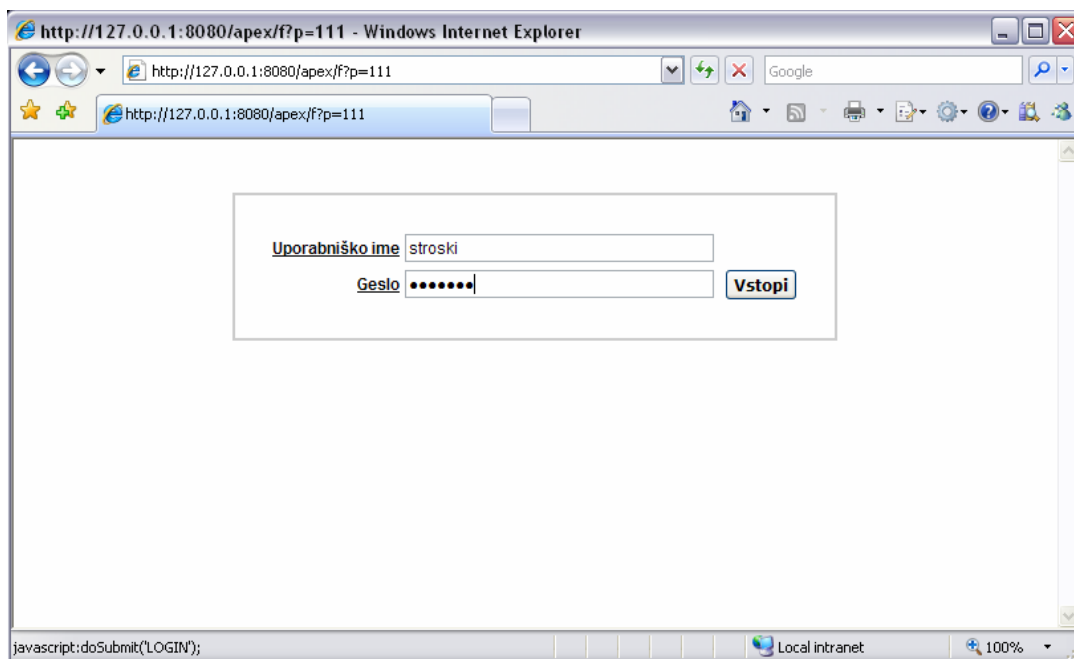 http://127.0.0.1:8080/apex/f?p=111 - Windows Internet Explorer
http://127.0.0.1:8080/apex/f?p=111
Google
http://127.0.0.1:8080/apex/f?p=111
Uporabniško ime stroski
Geslo •••••••
Vstopi
javascript:doSubmit('LOGIN');
Local intranet
100%